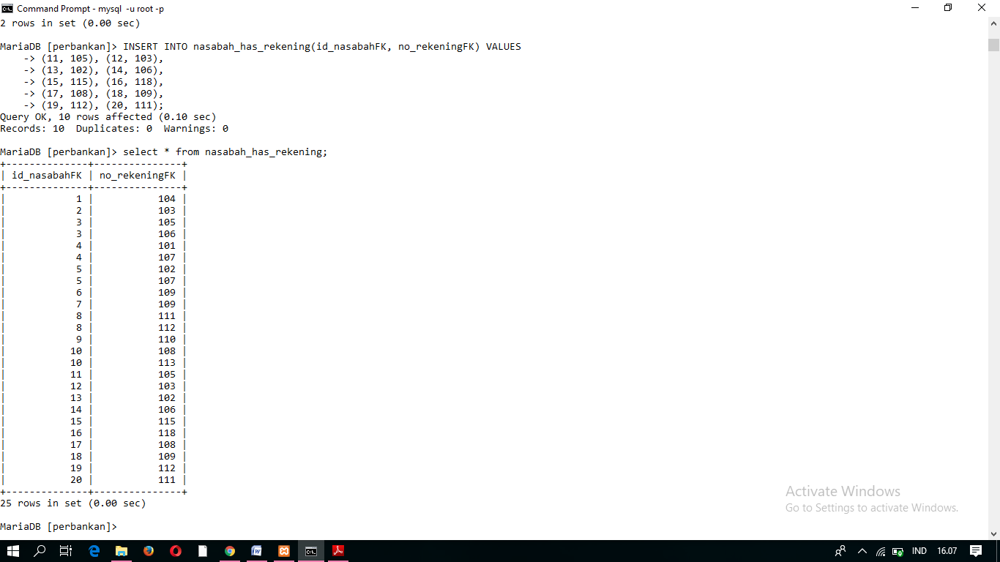 Command Prompt - mysql -u root -p
2 rows in set (0.00 sec)
MariaDB [perbankan]> INSERT INTO nasabah_has_rekening(id_nasabahFK, no_rekeningFK) VALUES
    -> (11, 105), (12, 103),
    -> (13, 102), (14, 106),
    -> (15, 115), (16, 118),
    -> (17, 108), (18, 109),
    -> (19, 112), (20, 111);
Query OK, 10 rows affected (0.10 sec)
Records: 10  Duplicates: 0  Warnings: 0
MariaDB [perbankan]> select * from nasabah_has_rekening;
+--------------+---------------+
| id_nasabahFK | no_rekeningFK |
+--------------+---------------+
|            1 |           104 |
|            2 |           103 |
|            3 |           105 |
|            3 |           106 |
|            4 |           101 |
|            4 |           107 |
|            5 |           102 |
|            5 |           107 |
|            6 |           109 |
|            7 |           109 |
|            8 |           111 |
|            8 |           112 |
|            9 |           110 |
|           10 |           108 |
|           10 |           113 |
|           11 |           105 |
|           12 |           103 |
|           13 |           102 |
|           14 |           106 |
|           15 |           115 |
|           16 |           118 |
|           17 |           108 |
|           18 |           109 |
|           19 |           112 |
|           20 |           111 |
+--------------+---------------+
25 rows in set (0.00 sec)
MariaDB [perbankan]>
Activate Windows
Go to Settings to activate Windows.
IND 16.07